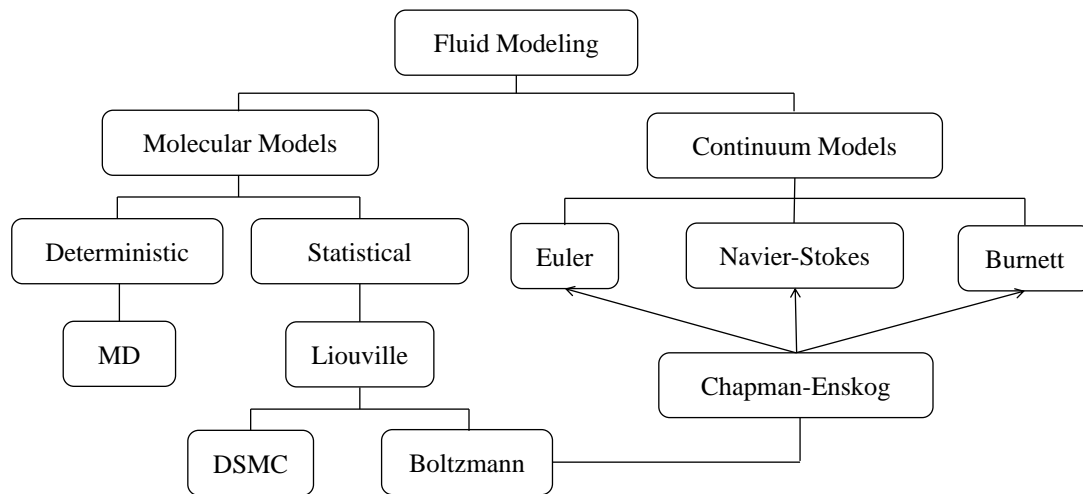 Fluid Modeling
Molecular Models
Continuum Models
Deterministic
Statistical
Euler
Navier-Stokes
Burnett
MD
Liouville
Chapman-Enskog
DSMC
Boltzmann